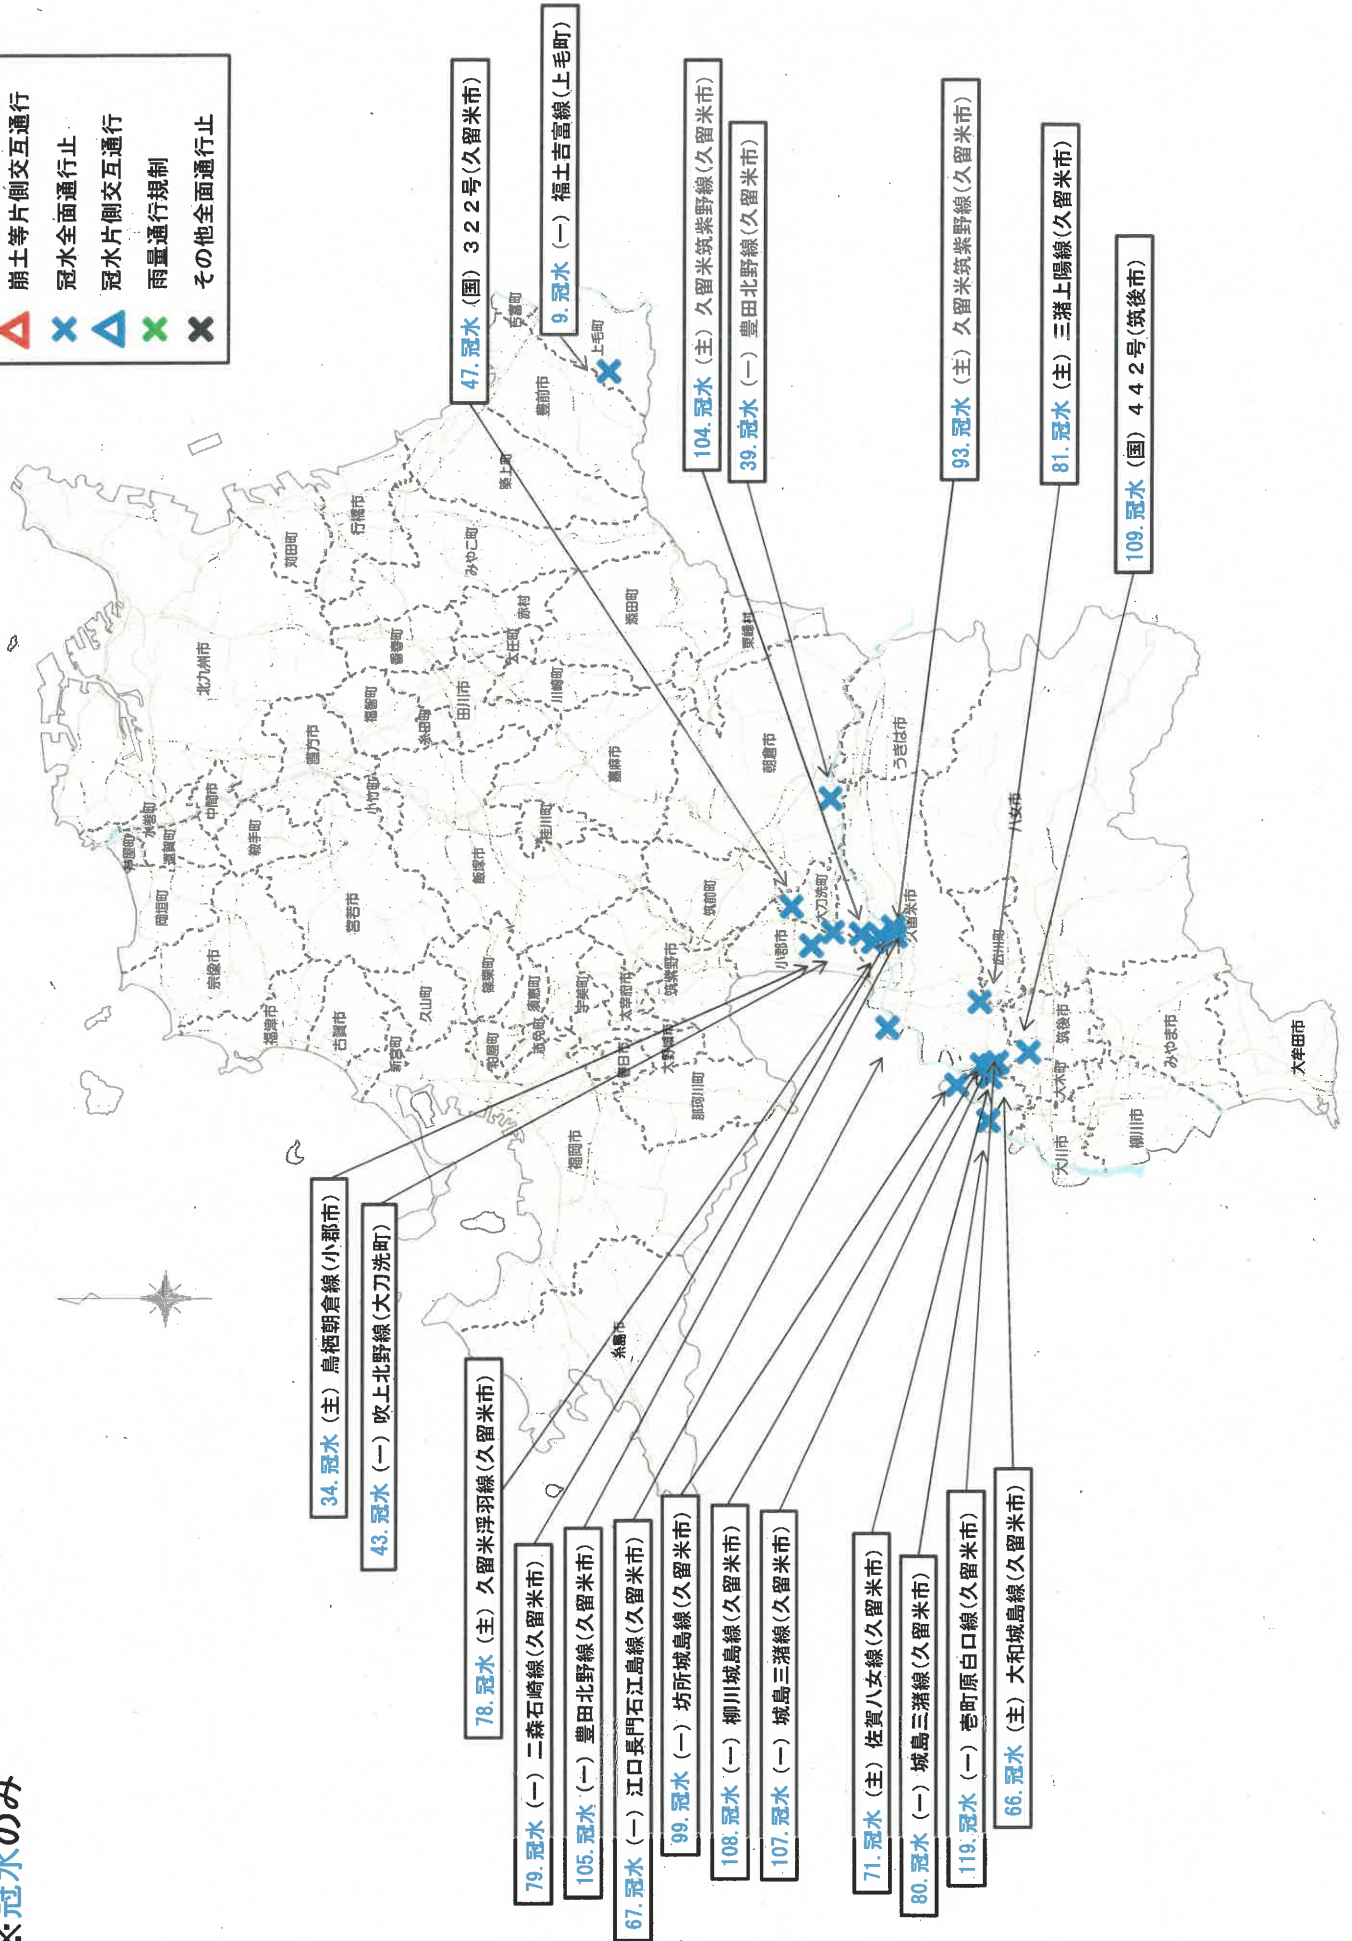 ※冠水のみ
崩土等片側交互通行
冠水全面通行止
冠水片側交互通行
雨量通行規制
その他全面通行止
34. 冠水（主）鳥栖朝倉線(小郡市)
43. 冠水（一）吹上北野線(大刀洗町)
78. 冠水（主）久留米浮羽線(久留米市)
79. 冠水（一）二森石崎線(久留米市)
105. 冠水（一）豊田北野線(久留米市)
67. 冠水（一）江口長門石江島線(久留米市)
99. 冠水（一）坊所城島線(久留米市)
108. 冠水（一）柳川城島線(久留米市)
107. 冠水（一）城島三潴線(久留米市)
71. 冠水（主）佐賀八女線(久留米市)
80. 冠水（一）城島三潴線(久留米市)
119. 冠水（一）壱町原白口線(久留米市)
66. 冠水（主）大和城島線(久留米市)
47. 冠水（国）３２２号(久留米市)
9. 冠水（一）福土吉富線(上毛町)
104. 冠水（主）久留米筑紫野線(久留米市)
39. 冠水（一）豊田北野線(久留米市)
93. 冠水（主）久留米筑紫野線(久留米市)
81. 冠水（主）三潴上陽線(久留米市)
109. 冠水（国）４４２号(筑後市)
芦屋町
水巻町
岡垣町
遠賀町
中間市
北九州市
宗像市
鞍手町
直方市
苅田町
福津市
古賀市
宮若市
小竹町
福智町
香春町
行橋市
新宮町
久山町
糸田町
田川市
みやこ町
粕屋町
篠栗町
飯塚市
大任町
赤村
築上町
吉富町
志免町
須恵町
桂川町
川崎町
豊前市
上毛町
福岡市
宇美町
糸島市
春日市
太宰府市
嘉麻市
添田町
大野城市
筑紫野市
那珂川町
筑前町
東峰村
朝倉市
小郡市
大刀洗町
うきは市
久留米市
広川町
八女市
大川市
大木町
筑後市
柳川市
みやま市
大牟田市